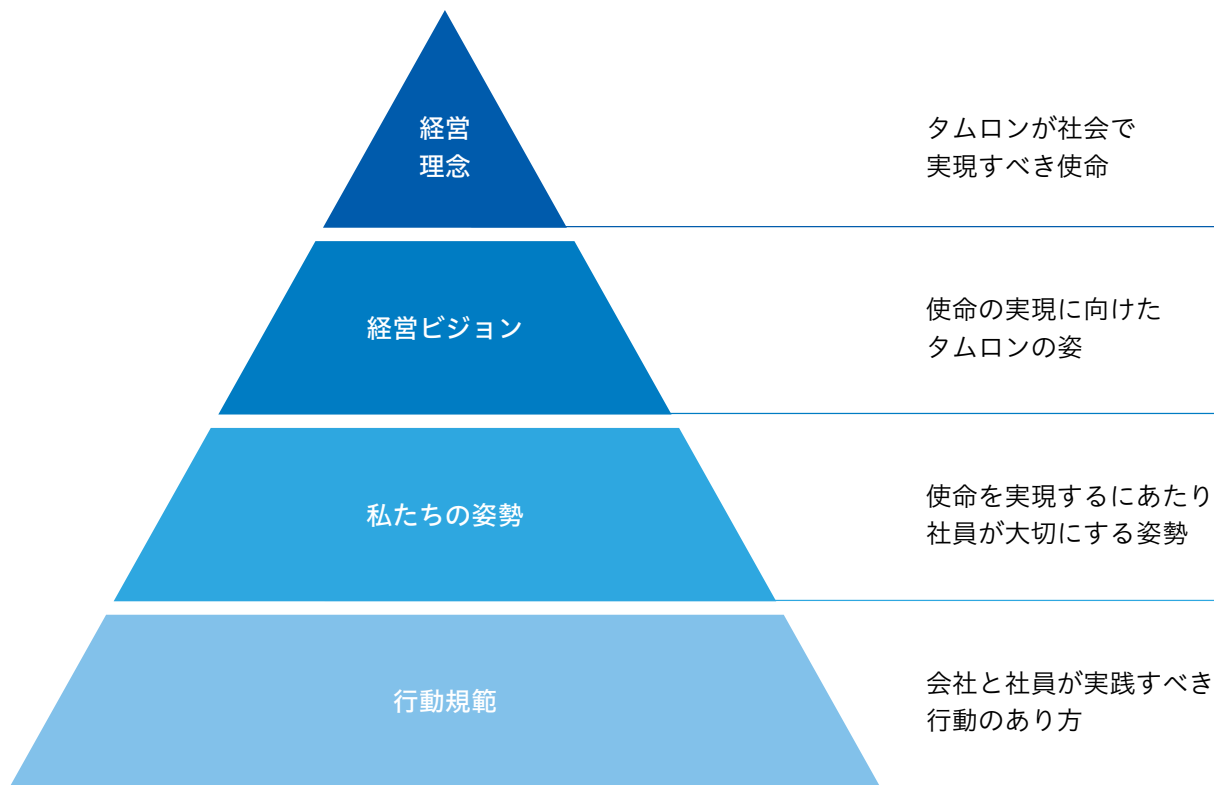 経営
理念
タムロンが社会で
実現すべき使命
経営ビジョン
使命の実現に向けた
タムロンの姿
私たちの姿勢
使命を実現するにあたり
社員が大切にする姿勢
行動規範
会社と社員が実践すべき
行動のあり方